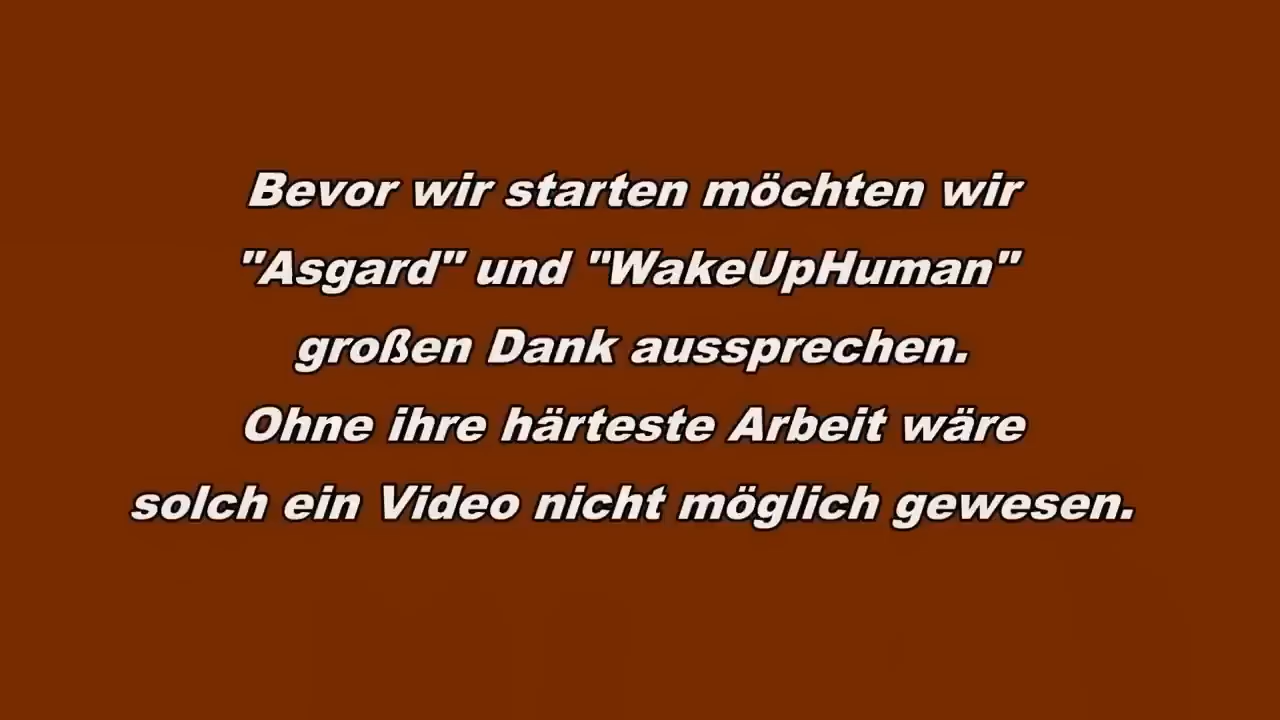 Bevor wir starten möchten wir
"Asgard" und "WakeUpHuman"
großen Dank aussprechen.
Ohne ihre härteste Arbeit wäre
solch ein Video nicht möglich gewesen.